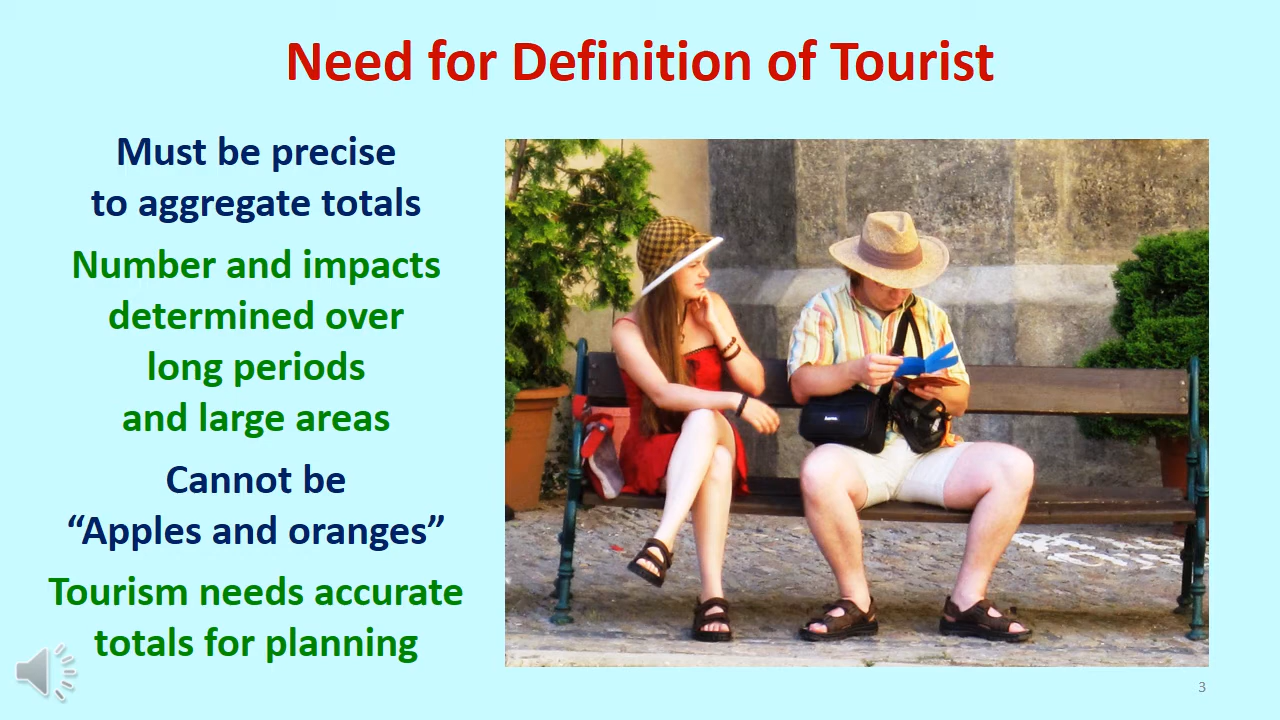 Need for Definition of Tourist
Must be precise
to aggregate totals
Number and impacts
determined over
long periods
and large areas
Cannot be
“Apples and oranges”
Tourism needs accurate
totals for planning
3